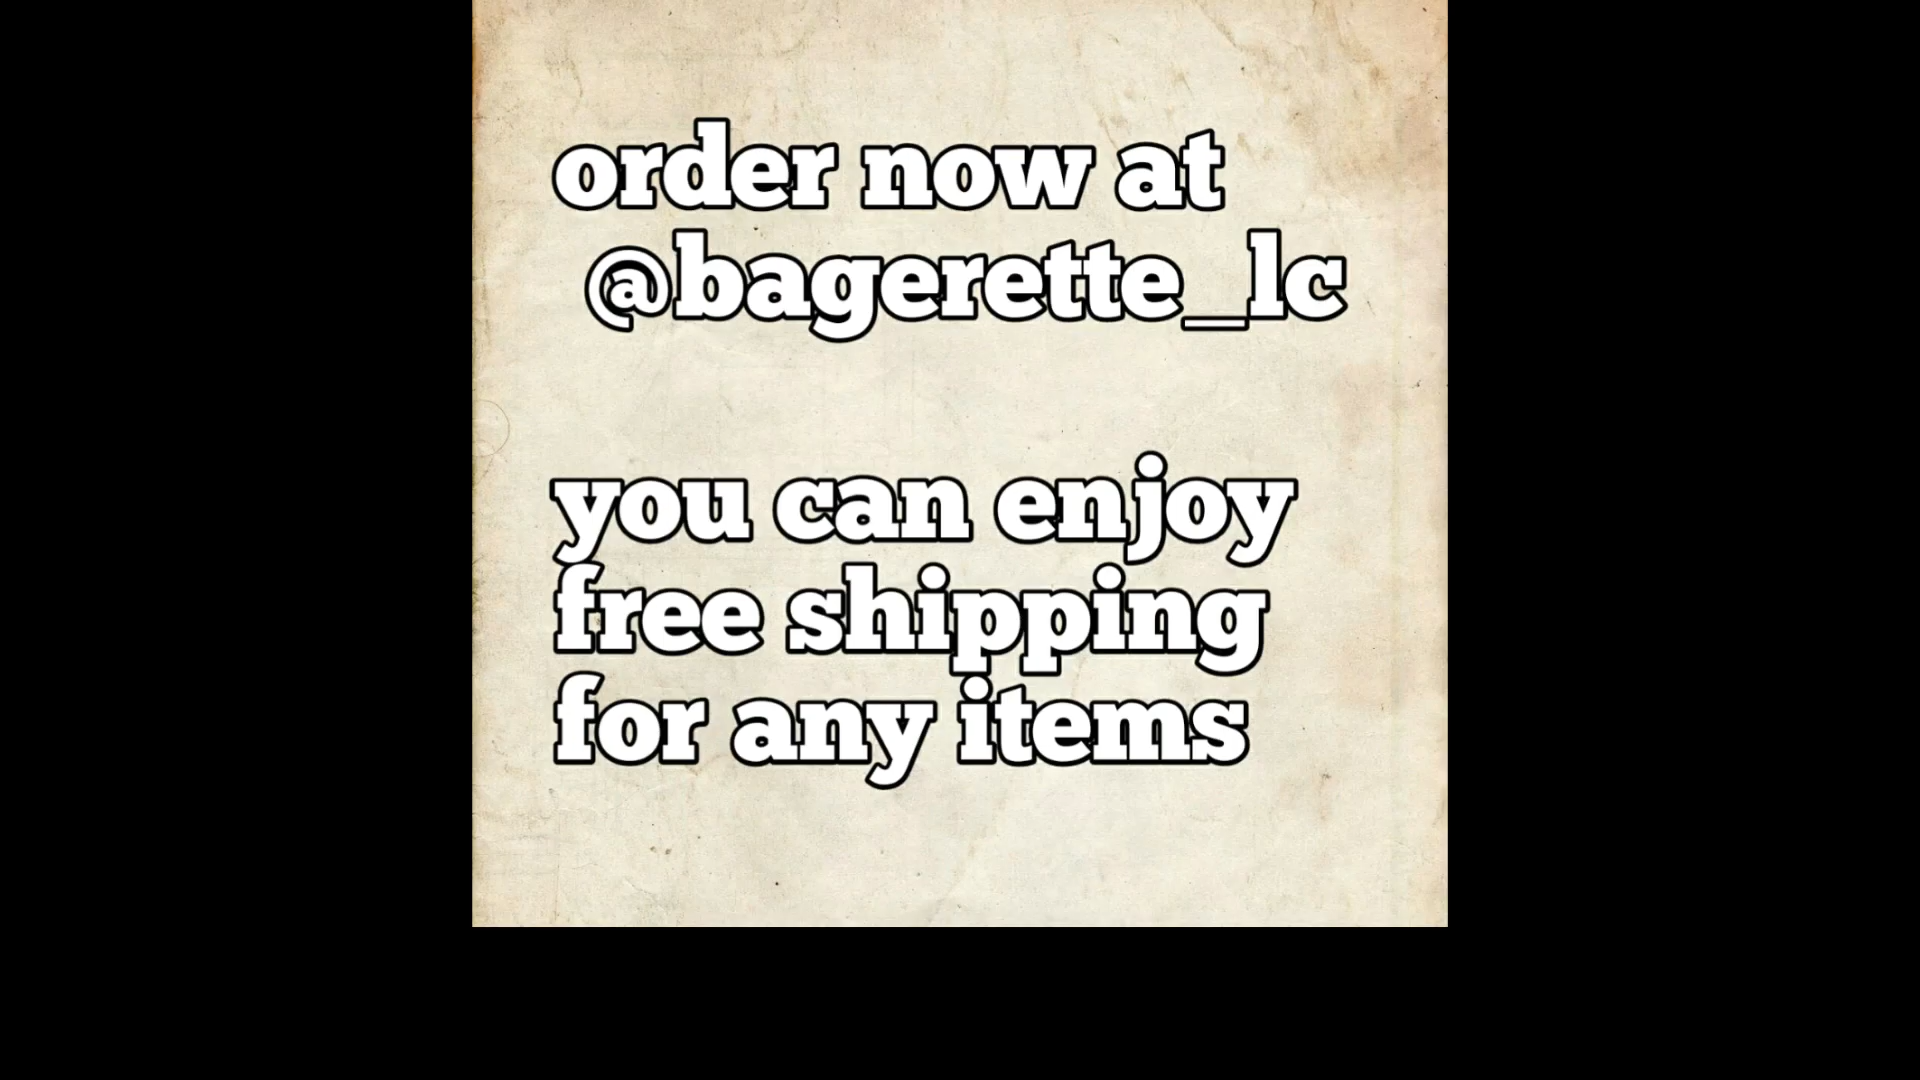 order now at
@bagerette_lc
you can enjoy
free shipping
for any items